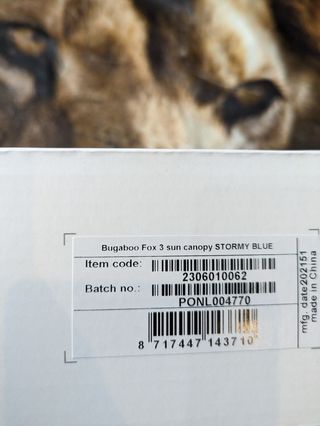 Bugaboo Fox 3 sun canopy STORMY BLUE
Item code:
2306010062
Batch no.:
PONL004770
8 717447 143710
mfg. date202151
made in China